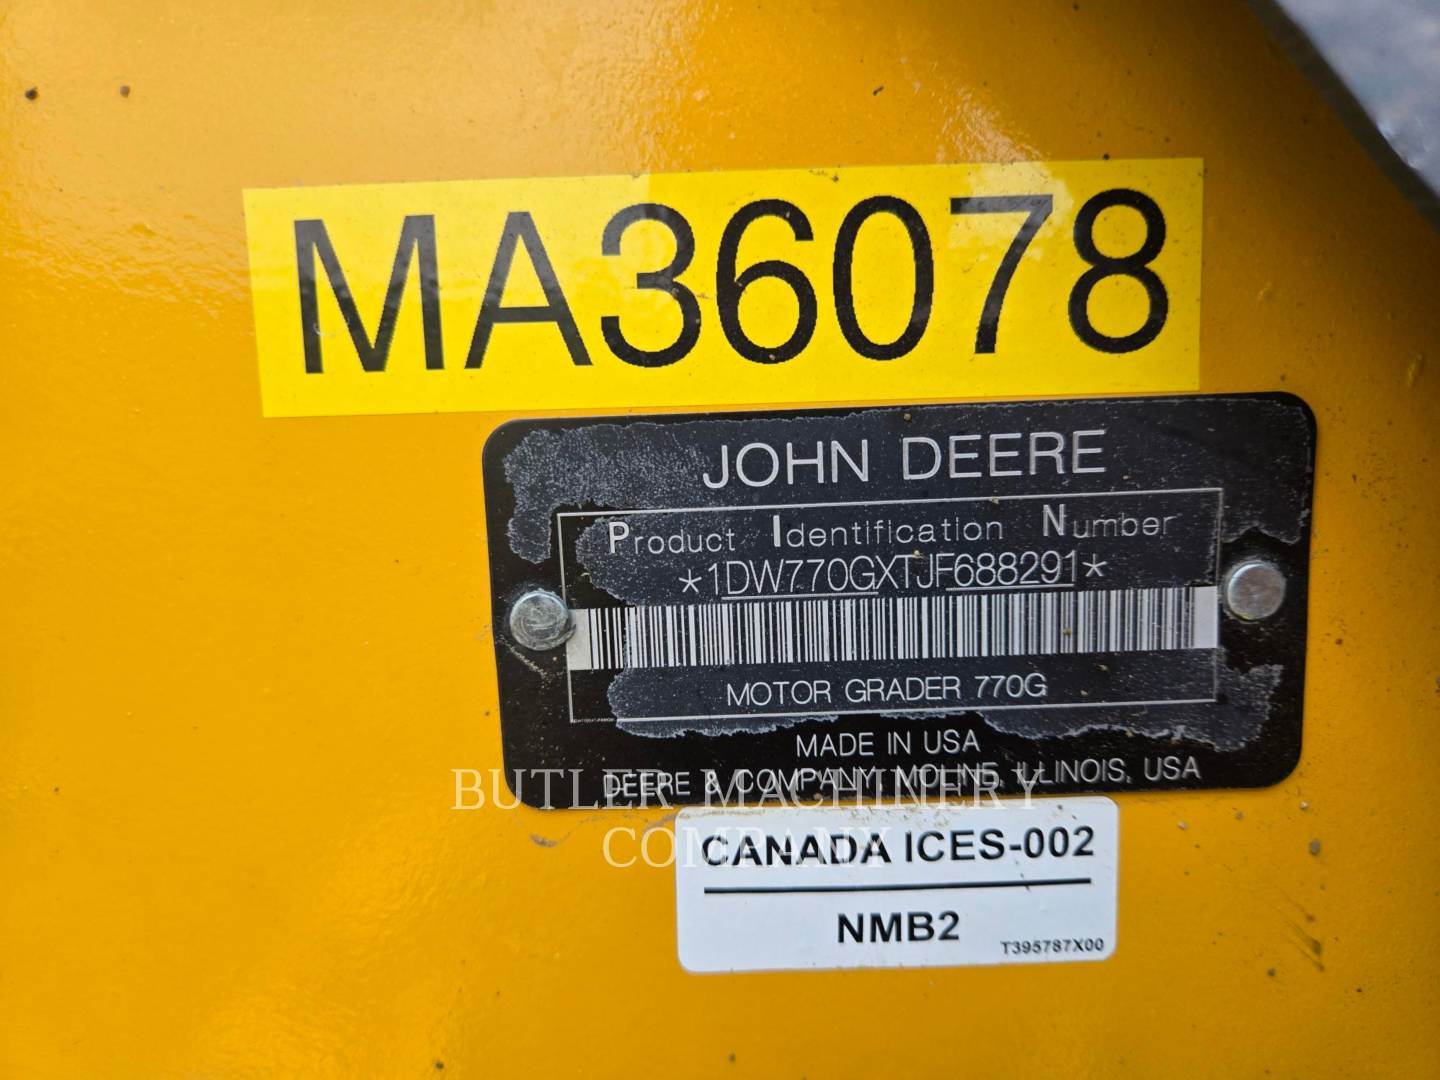 MA36078
JOHN DEERE
Product Identification Number
*1DW770GXTJF688291*
MOTOR GRADER 770G
MADE IN USA
DEERE & COMPANY, MOLINE, ILLINOIS, USA
BUTLER MACHINERY
COMPANY
CANADA ICES-002
NMB2
T395787X00